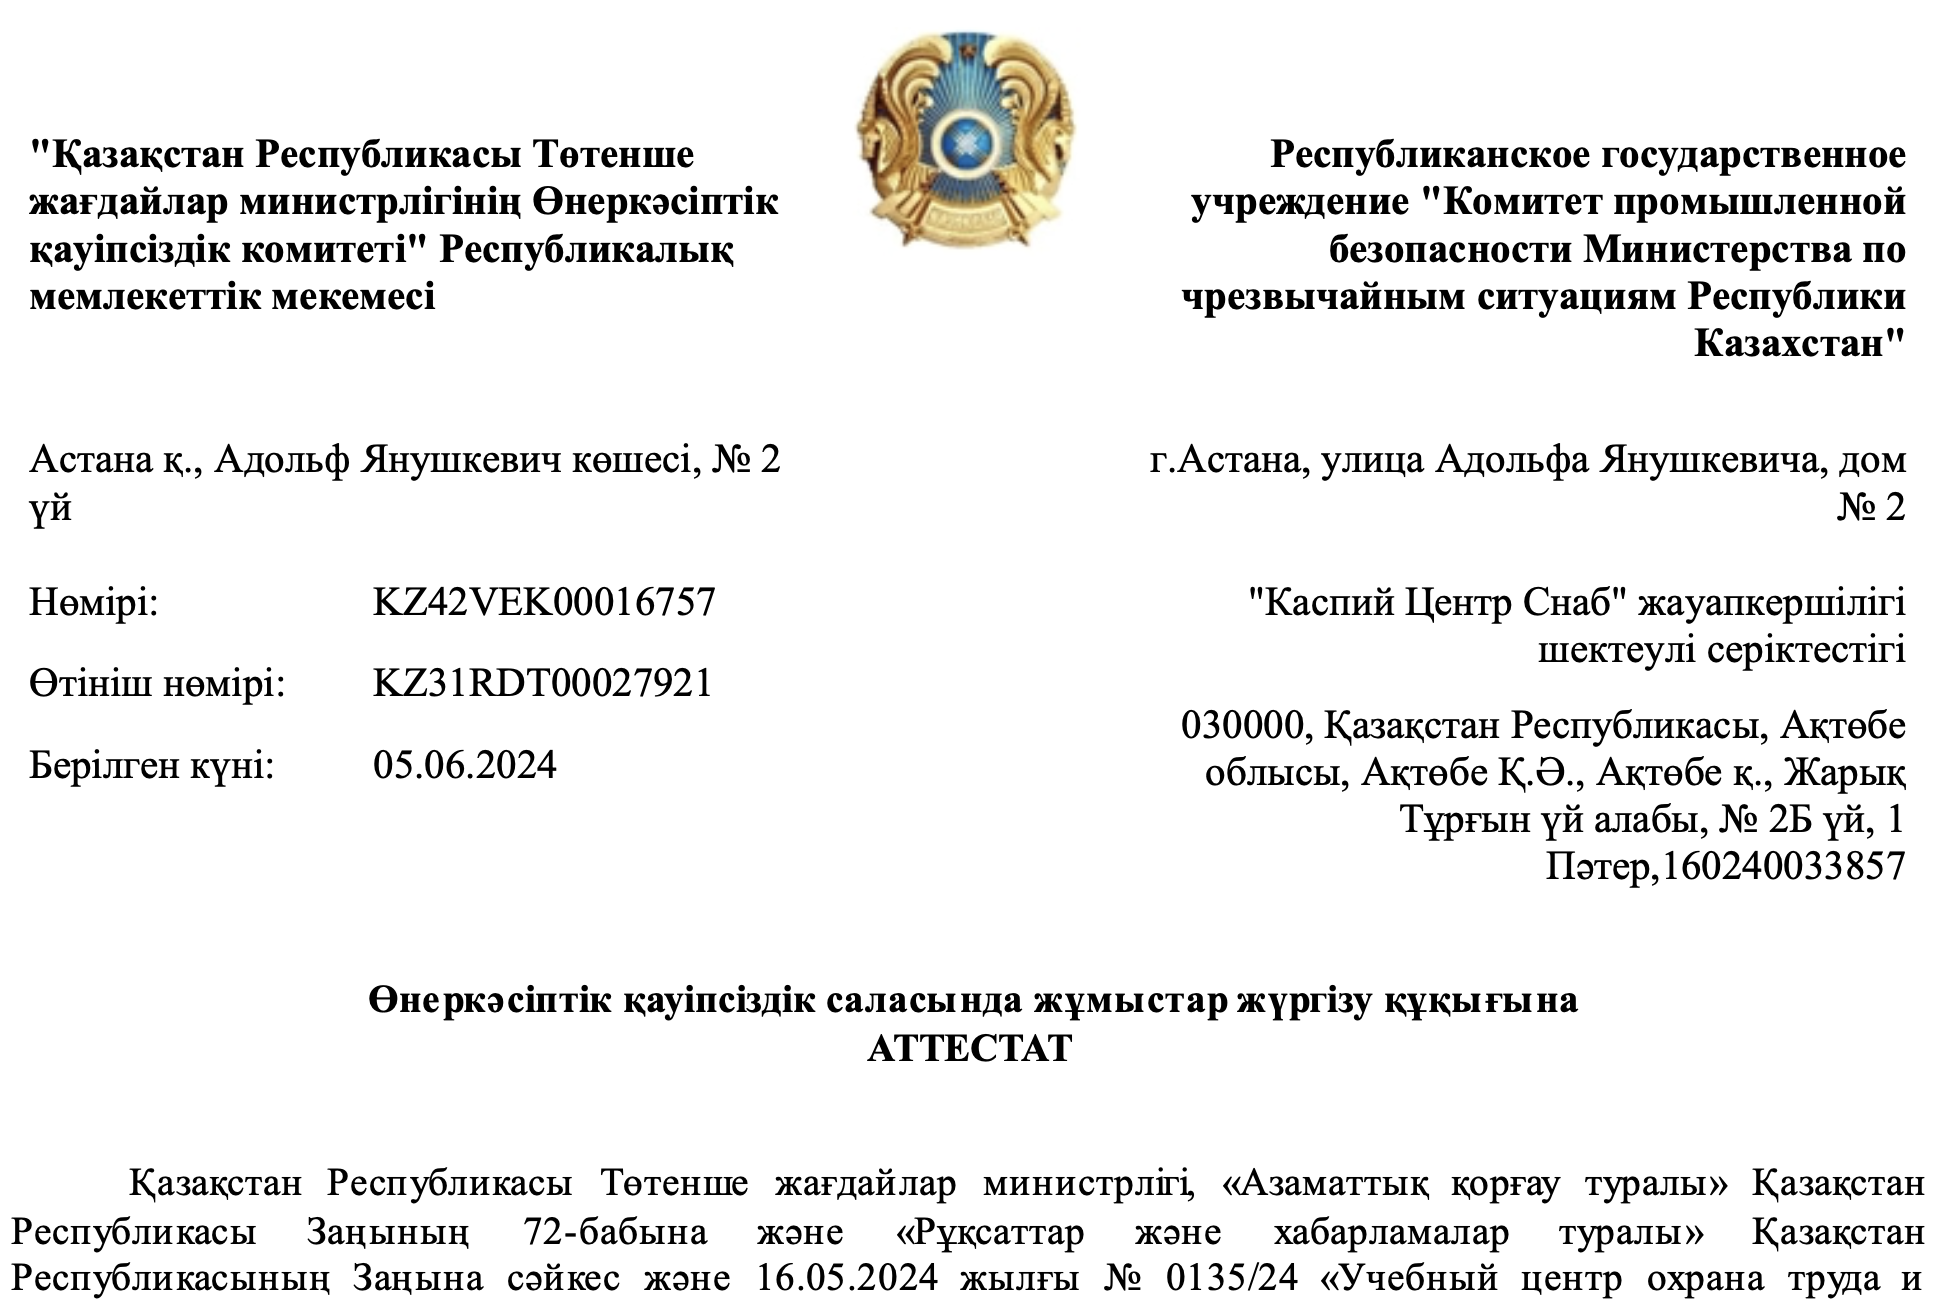 "Қазақстан Республикасы Төтенше
жағдайлар министрлігінің Өнеркәсіптік
қауіпсіздік комитеті" Республикалық
мемлекеттік мекемесі
Республиканское государственное
учреждение "Комитет промышленной
безопасности Министерства по
чрезвычайным ситуациям Республики
Казахстан"
Астана қ., Адольф Янушкевич көшесі, № 2
үй
г.Астана, улица Адольфа Янушкевича, дом
№ 2
Нөмірі: KZ42VEK00016757
Өтініш нөмірі: KZ31RDT00027921
Берілген күні: 05.06.2024
"Каспий Центр Снаб" жауапкершілігі
шектеулі серіктестігі
030000, Қазақстан Республикасы, Ақтөбе
облысы, Ақтөбе Қ.Ә., Ақтөбе қ., Жарық
Тұрғын үй алабы, № 2Б үй, 1
Пәтер,160240033857
Өнеркәсіптік қауіпсіздік саласында жұмыстар жүргізу құқығына
АТТЕСТАТ
Қазақстан Республикасы Төтенше жағдайлар министрлігі, «Азаматтық қорғау туралы» Қазақстан
Республикасы Заңының 72-бабына және «Рұқсаттар және хабарламалар туралы» Қазақстан
Республикасының Заңына сәйкес және 16.05.2024 жылғы № 0135/24 «Учебный центр охрана труда и